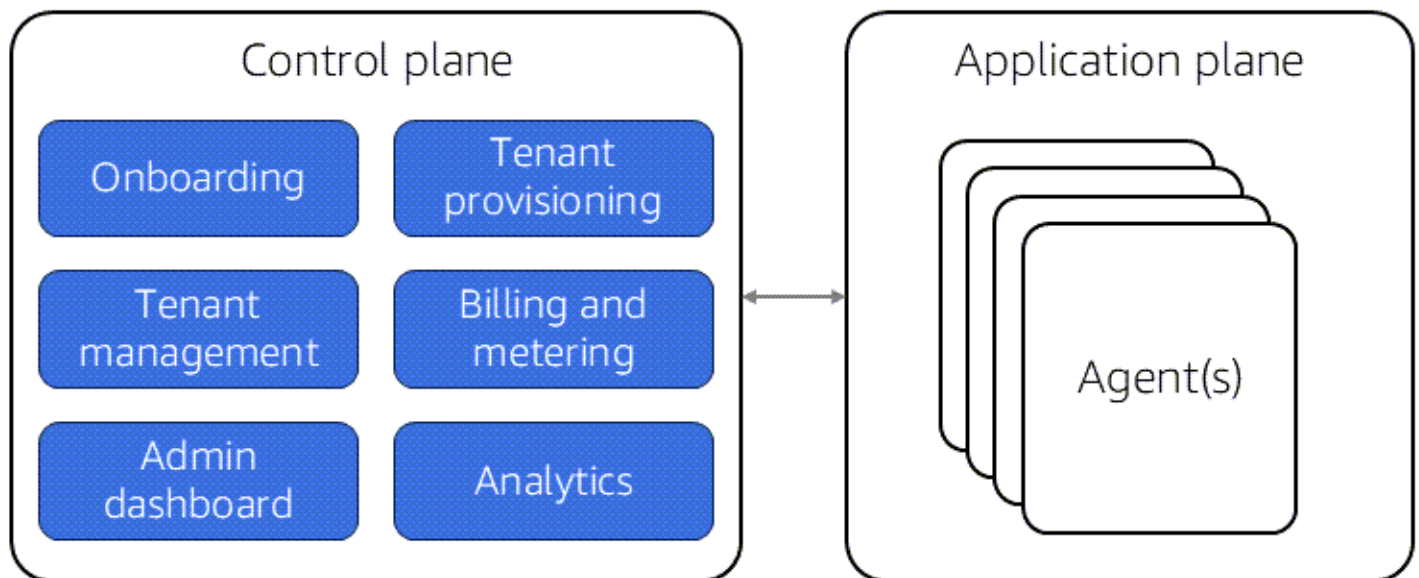 Control plane
Onboarding
Tenant
provisioning
Tenant
management
Billing and
metering
Admin
dashboard
Analytics
Application plane
Agent(s)